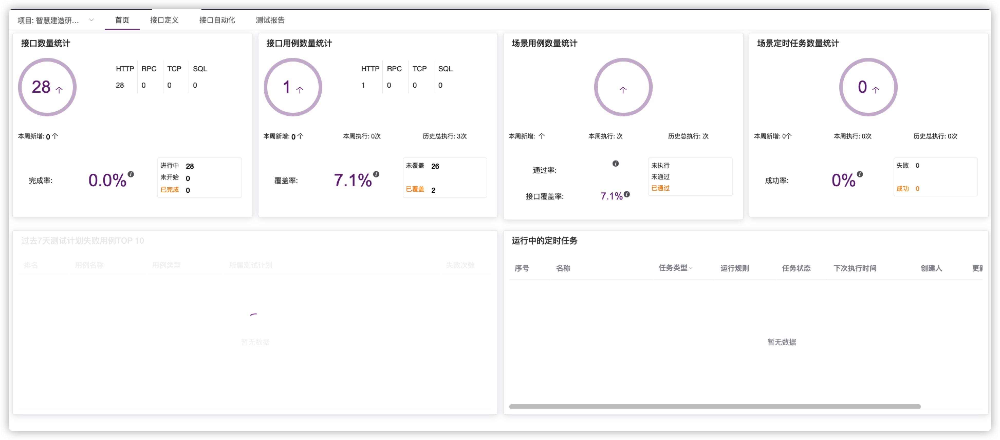 项目: 智慧建造研... 首页 接口定义 接口自动化 测试报告
接口数量统计
28 个
HTTP RPC TCP SQL
28 0 0 0
本周新增: 0 个
完成率: 0.0%
进行中 28
未开始 0
已完成 0
接口用例数量统计
1 个
HTTP RPC TCP SQL
1 0 0 0
本周新增: 0 个 本周执行: 0次 历史总执行: 3次
覆盖率: 7.1%
未覆盖 26
已覆盖 2
场景用例数量统计
个
本周新增: 个 本周执行: 次 历史总执行: 次
通过率:
接口覆盖率: 7.1%
未执行
未通过
已通过
场景定时任务数量统计
0 个
本周新增: 0个 本周执行: 0次 历史总执行: 0次
成功率: 0%
失败 0
成功 0
过去7天测试计划失败用例TOP 10
排名 用例名称 用例类型 所属测试计划 失败次数
暂无数据
运行中的定时任务
序号 名称 任务类型 运行规则 任务状态 下次执行时间 创建人 更新
暂无数据